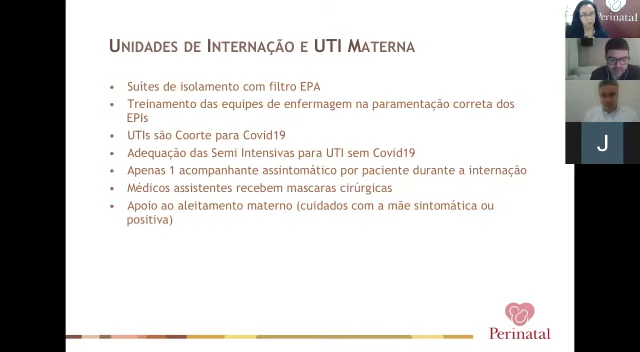 UNIDADES DE INTERNAÇÃO E UTI MATERNA
• Suítes de isolamento com filtro EPA
• Treinamento das equipes de enfermagem na paramentação correta dos
EPIs
• UTIs são Coorte para Covid19
• Adequação das Semi Intensivas para UTI sem Covid19
• Apenas 1 acompanhante assintomático por paciente durante a internação
• Médicos assistentes recebem mascaras cirúrgicas
• Apoio ao aleitamento materno (cuidados com a mãe sintomática ou
positiva)
Perinatal
Perinatal
J